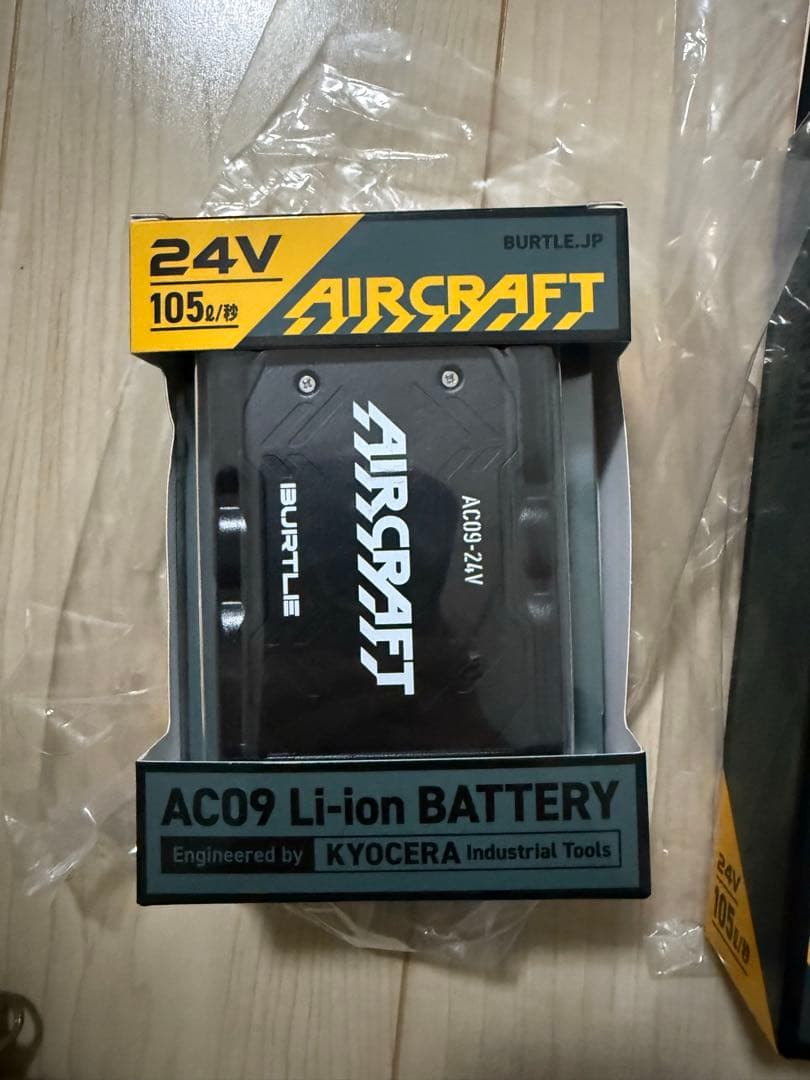 24V
105ℓ/秒
BURTLE.JP
AIRCRAFT
AC09-24V
AIRCRAFT
BURTLE
AC09 Li-ion BATTERY
Engineered by KYOCERA Industrial Tools
24V
105ℓ/秒